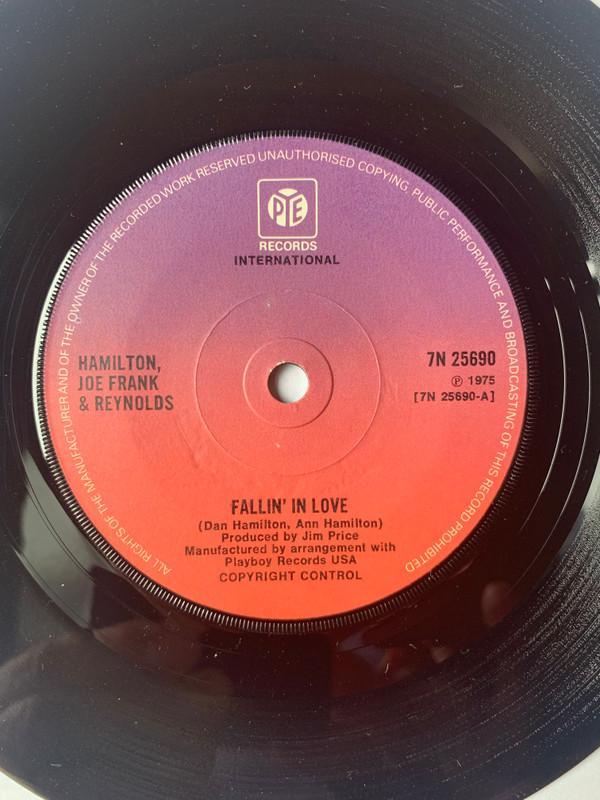 ALL RIGHTS OF THE MANUFACTURER AND OF THE OWNER OF THE RECORDED WORK RESERVED UNAUTHORISED COPYING, PUBLIC PERFORMANCE AND BROADCASTING OF THIS RECORD PROHIBITED
PYE
RECORDS
INTERNATIONAL
HAMILTON,
JOE FRANK
& REYNOLDS
7N 25690
℗ 1975
[7N 25690-A]
FALLIN' IN LOVE
(Dan Hamilton, Ann Hamilton)
Produced by Jim Price
Manufactured by arrangement with
Playboy Records USA
COPYRIGHT CONTROL